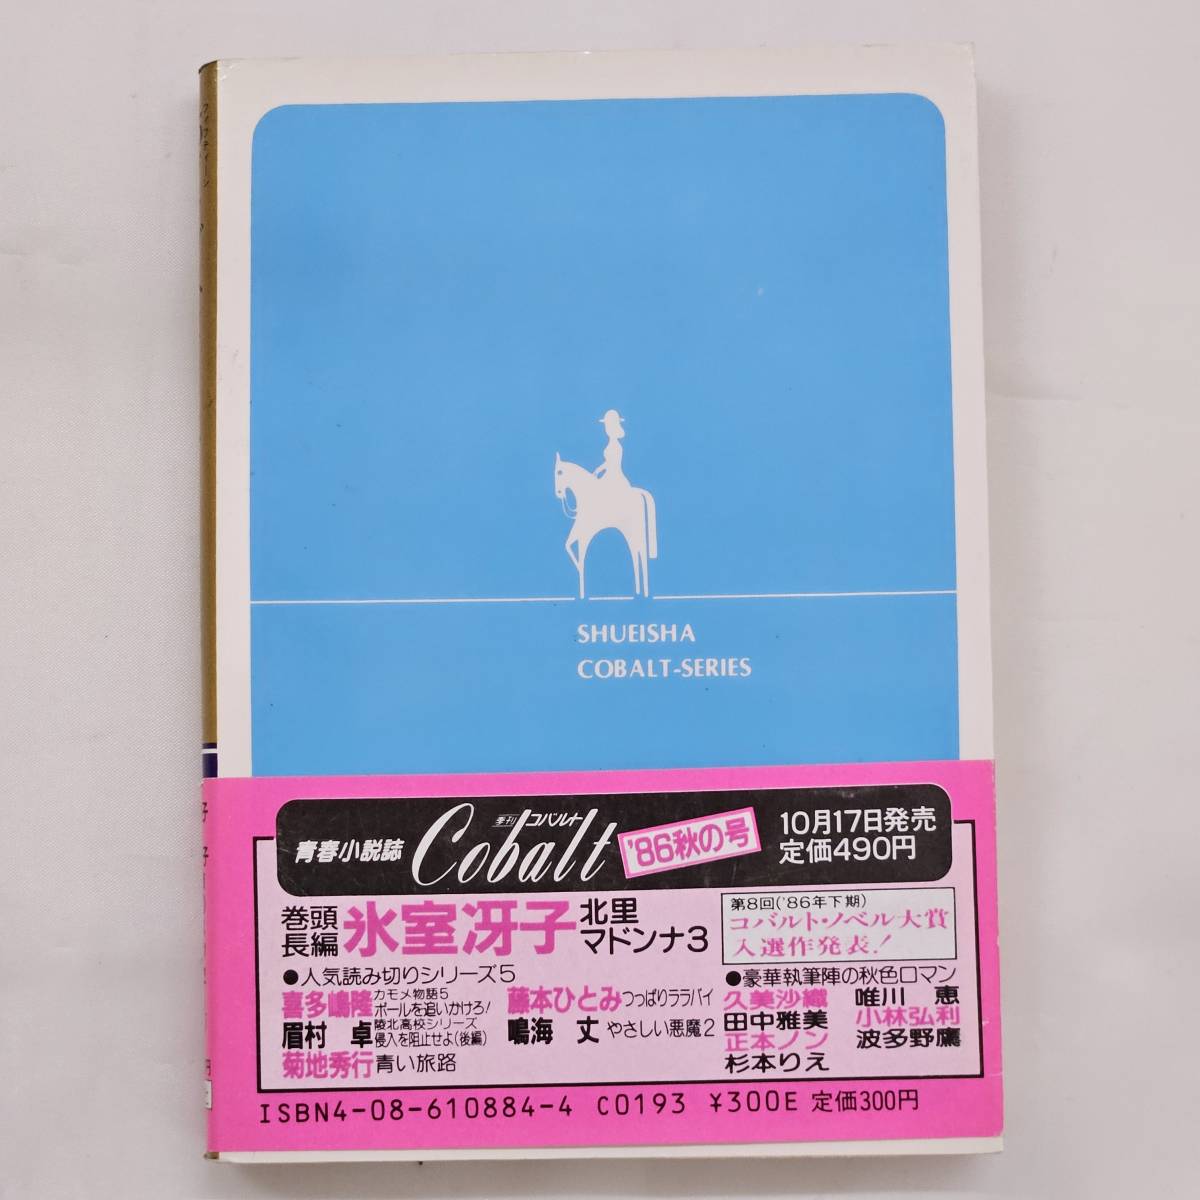 SHUEISHA
COBALT-SERIES
青春小説誌
季刊 コバルト
Cobalt
'86秋の号
10月17日発売
定価490円
巻頭
長編
氷室冴子
北里
マドンナ3
第8回('86年下期)
コバルト・ノベル大賞
入選作発表!
●人気読み切りシリーズ5
喜多嶋隆
カモメ物語5
ボールを追いかけろ!
眉村 卓
陵北高校シリーズ
侵入を阻止せよ(後編)
菊地秀行 青い旅路
藤本ひとみ つっぱりララバイ
鳴海 丈 やさしい悪魔2
●豪華執筆陣の秋色ロマン
久美沙織
田中雅美
正本ノン
杉本りえ
唯川 恵
小林弘利
波多野鷹
ISBN4-08-610884-4 C0193 ¥300E 定価300円